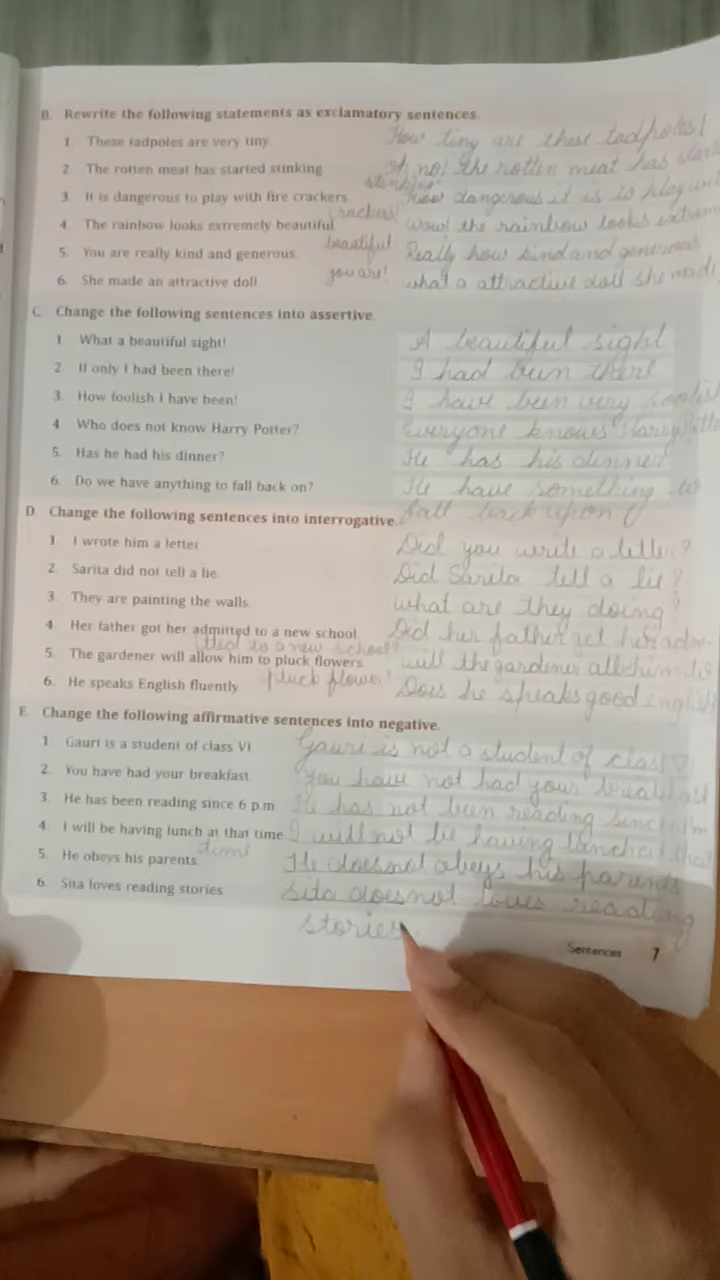 B. Rewrite the following statements as exclamatory sentences.
1. These tadpoles are very tiny. How tiny are these tadpoles!
2. The rotten meat has started stinking. Oh no! the rotten meat has star
stinking
3. It is dangerous to play with fire crackers. How dangerous it is to play wi
crackers!
4. The rainbow looks extremely beautiful. Wow! the rainbow looks extrem
beautiful
5. You are really kind and generous. Really how kind and generous
you are!
6. She made an attractive doll. what a attractive doll she made
C. Change the following sentences into assertive.
1. What a beautiful sight! A beautiful sight
2. If only I had been there! I had been there
3. How foolish I have been! I have been very foolish
4. Who does not know Harry Potter? Everyone knows Harry Potte
5. Has he had his dinner? He has his dinner
6. Do we have anything to fall back on? He have something to
fall back upon
D. Change the following sentences into interrogative.
1. I wrote him a letter. Did you write a letter?
2. Sarita did not tell a lie. Did Sarita tell a lie?
3. They are painting the walls. what are they doing?
4. Her father got her admitted to a new school. Did her father get her adm-
itted to a new school?
5. The gardener will allow him to pluck flowers. will the gardener him to
pluck flower?
6. He speaks English fluently. Does he speaks good english
E. Change the following affirmative sentences into negative.
1. Gauri is a student of class VI. Gauri is not a student of class VI
2. You have had your breakfast. You have not had your breakfast
3. He has been reading since 6 p.m. He has not been reading since
4. I will be having lunch at that time. I will not be having lunch at that
time
5. He obeys his parents. He does not obeys his parents
6. Sita loves reading stories. Sita does not loves reading
stories
Sentences 7